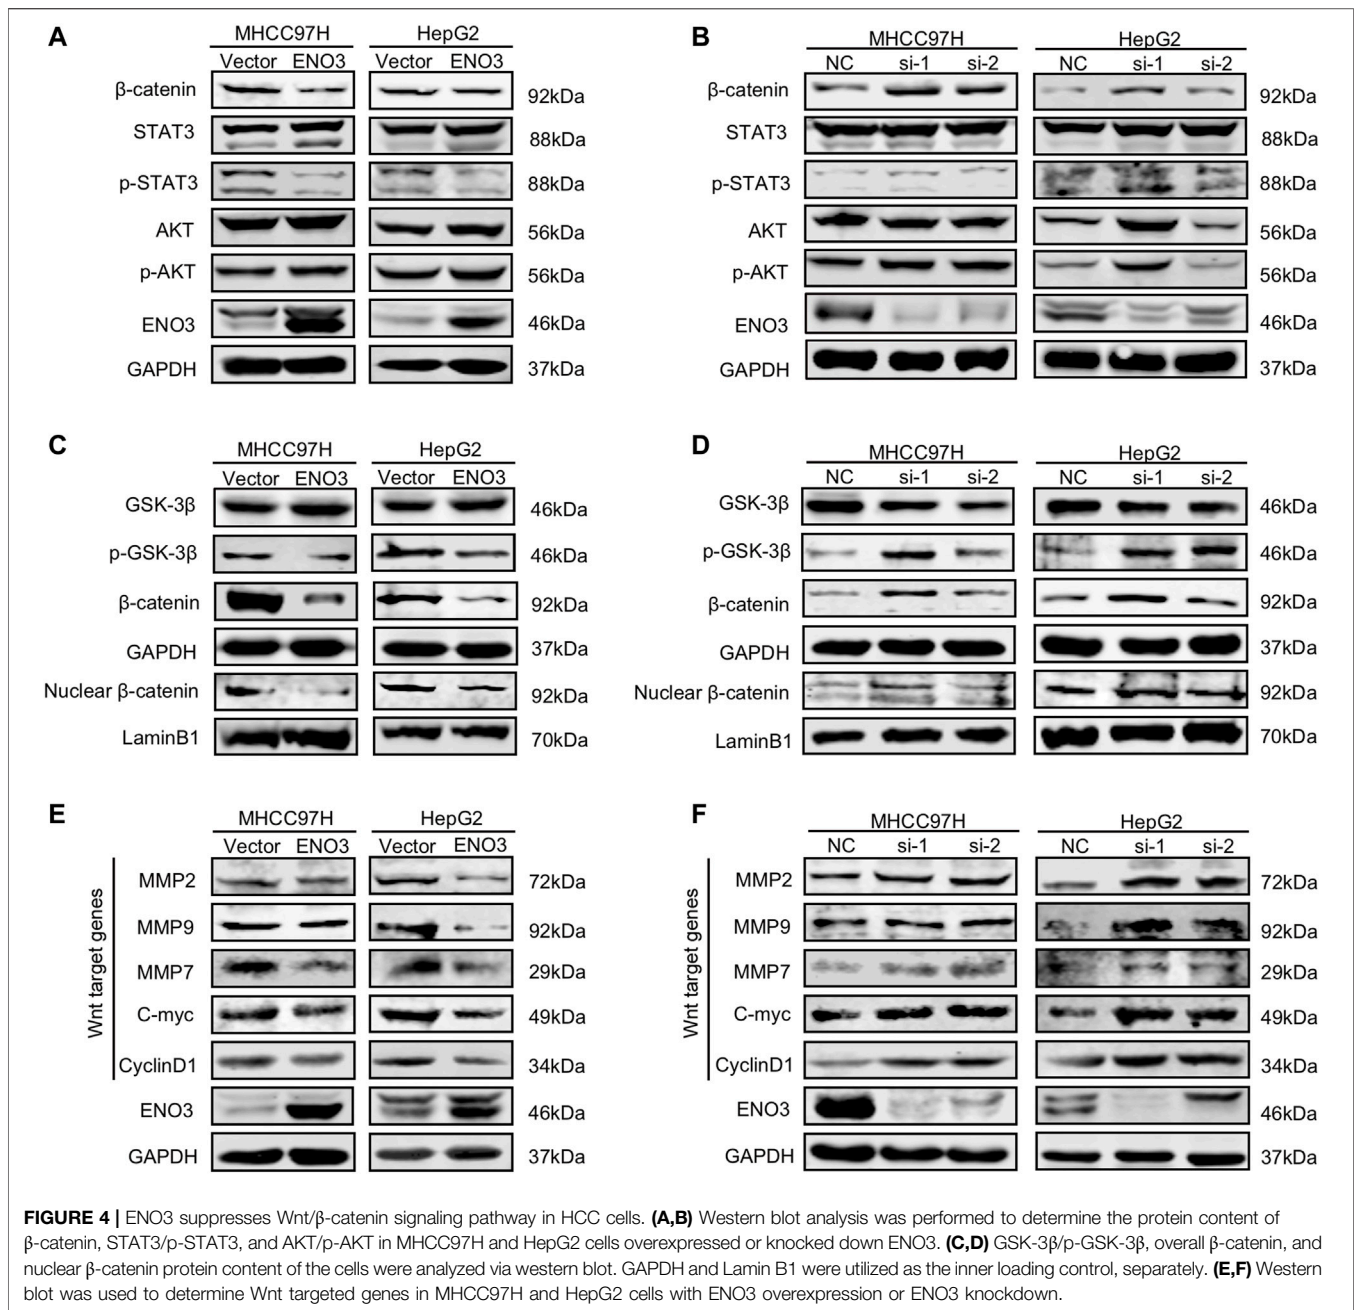 A
MHCC97H HepG2
Vector ENO3 Vector ENO3
β-catenin 92kDa
STAT3 88kDa
p-STAT3 88kDa
AKT 56kDa
p-AKT 56kDa
ENO3 46kDa
GAPDH 37kDa
B
MHCC97H HepG2
NC si-1 si-2 NC si-1 si-2
β-catenin 92kDa
STAT3 88kDa
p-STAT3 88kDa
AKT 56kDa
p-AKT 56kDa
ENO3 46kDa
GAPDH 37kDa
C
MHCC97H HepG2
Vector ENO3 Vector ENO3
GSK-3β 46kDa
p-GSK-3β 46kDa
β-catenin 92kDa
GAPDH 37kDa
Nuclear β-catenin 92kDa
LaminB1 70kDa
D
MHCC97H HepG2
NC si-1 si-2 NC si-1 si-2
GSK-3β 46kDa
p-GSK-3β 46kDa
β-catenin 92kDa
GAPDH 37kDa
Nuclear β-catenin 92kDa
LaminB1 70kDa
E
MHCC97H HepG2
Vector ENO3 Vector ENO3
Wnt target genes
MMP2 72kDa
MMP9 92kDa
MMP7 29kDa
C-myc 49kDa
CyclinD1 34kDa
ENO3 46kDa
GAPDH 37kDa
F
MHCC97H HepG2
NC si-1 si-2 NC si-1 si-2
Wnt target genes
MMP2 72kDa
MMP9 92kDa
MMP7 29kDa
C-myc 49kDa
CyclinD1 34kDa
ENO3 46kDa
GAPDH 37kDa
FIGURE 4 | ENO3 suppresses Wnt/β-catenin signaling pathway in HCC cells. (A,B) Western blot analysis was performed to determine the protein content of
β-catenin, STAT3/p-STAT3, and AKT/p-AKT in MHCC97H and HepG2 cells overexpressed or knocked down ENO3. (C,D) GSK-3β/p-GSK-3β, overall β-catenin, and
nuclear β-catenin protein content of the cells were analyzed via western blot. GAPDH and Lamin B1 were utilized as the inner loading control, separately. (E,F) Western
blot was used to determine Wnt targeted genes in MHCC97H and HepG2 cells with ENO3 overexpression or ENO3 knockdown.